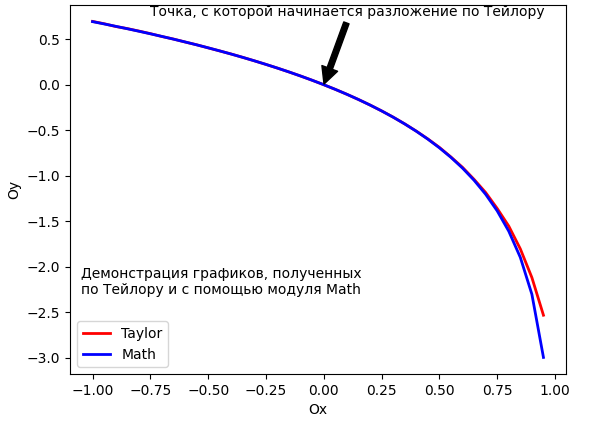 Точка, с которой начинается разложение по Тейлору
0.5
0.0
−0.5
−1.0
−1.5
−2.0
−2.5
−3.0
Oy
Демонстрация графиков, полученных
по Тейлору и с помощью модуля Math
Taylor
Math
−1.00 −0.75 −0.50 −0.25 0.00 0.25 0.50 0.75 1.00
Ox